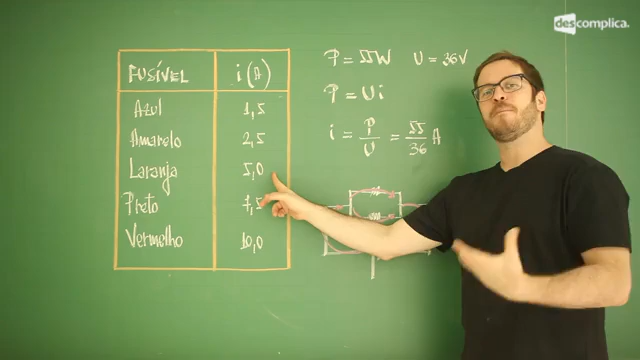 descomplica.
FUSÍVEL i (A)
Azul 1,5
Amarelo 2,5
Laranja 5,0
Preto 7,5
Vermelho 10,0
P = 55W U = 36V
P = Ui
i = P/U = 55/36 A